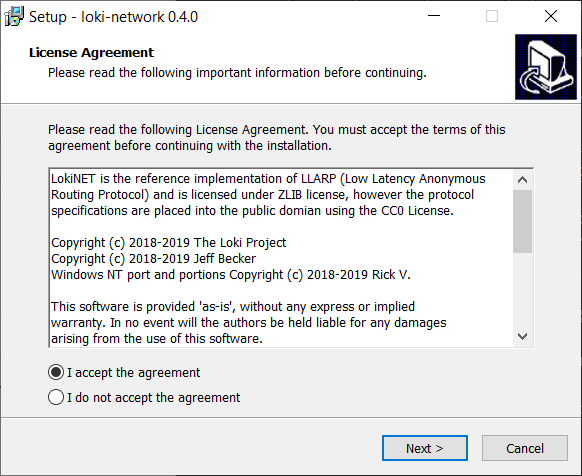 Setup - loki-network 0.4.0
License Agreement
Please read the following important information before continuing.
Please read the following License Agreement. You must accept the terms of this
agreement before continuing with the installation.
LokiNET is the reference implementation of LLARP (Low Latency Anonymous
Routing Protocol) and is licensed under ZLIB license, however the protocol
specifications are placed into the public domian using the CC0 License.
Copyright (c) 2018-2019 The Loki Project
Copyright (c) 2018-2019 Jeff Becker
Windows NT port and portions Copyright (c) 2018-2019 Rick V.
This software is provided 'as-is', without any express or implied
warranty. In no event will the authors be held liable for any damages
arising from the use of this software.
I accept the agreement
I do not accept the agreement
Next >
Cancel